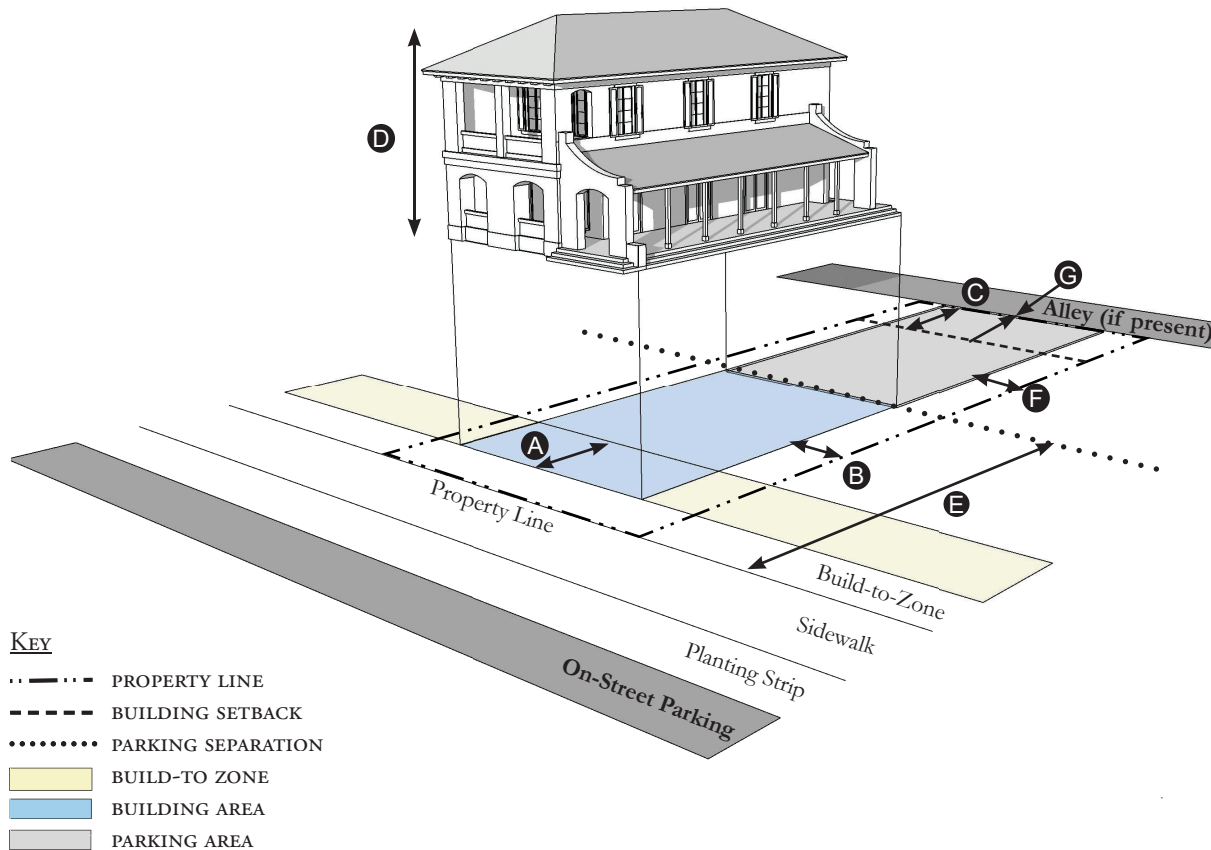 D
G
C
Alley (if present)
F
A
B
E
Property Line
Build-to-Zone
Sidewalk
Planting Strip
On-Street Parking
KEY
PROPERTY LINE
BUILDING SETBACK
PARKING SEPARATION
BUILD-TO ZONE
BUILDING AREA
PARKING AREA